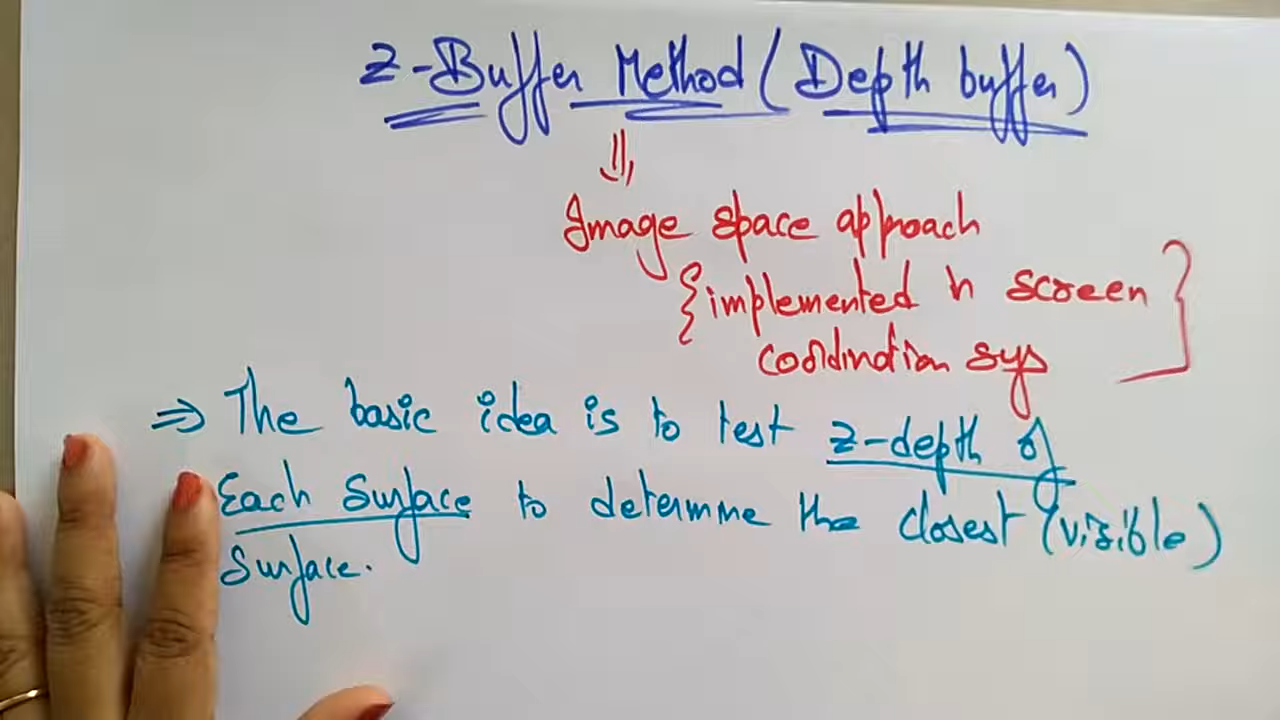 Z-Buffer Method (Depth buffer)
⇓
Image space approach
{implemented in screen
coordination sys}
⇒ The basic idea is to test z-depth of
Each Surface to determine the closest (visible)
Surface.